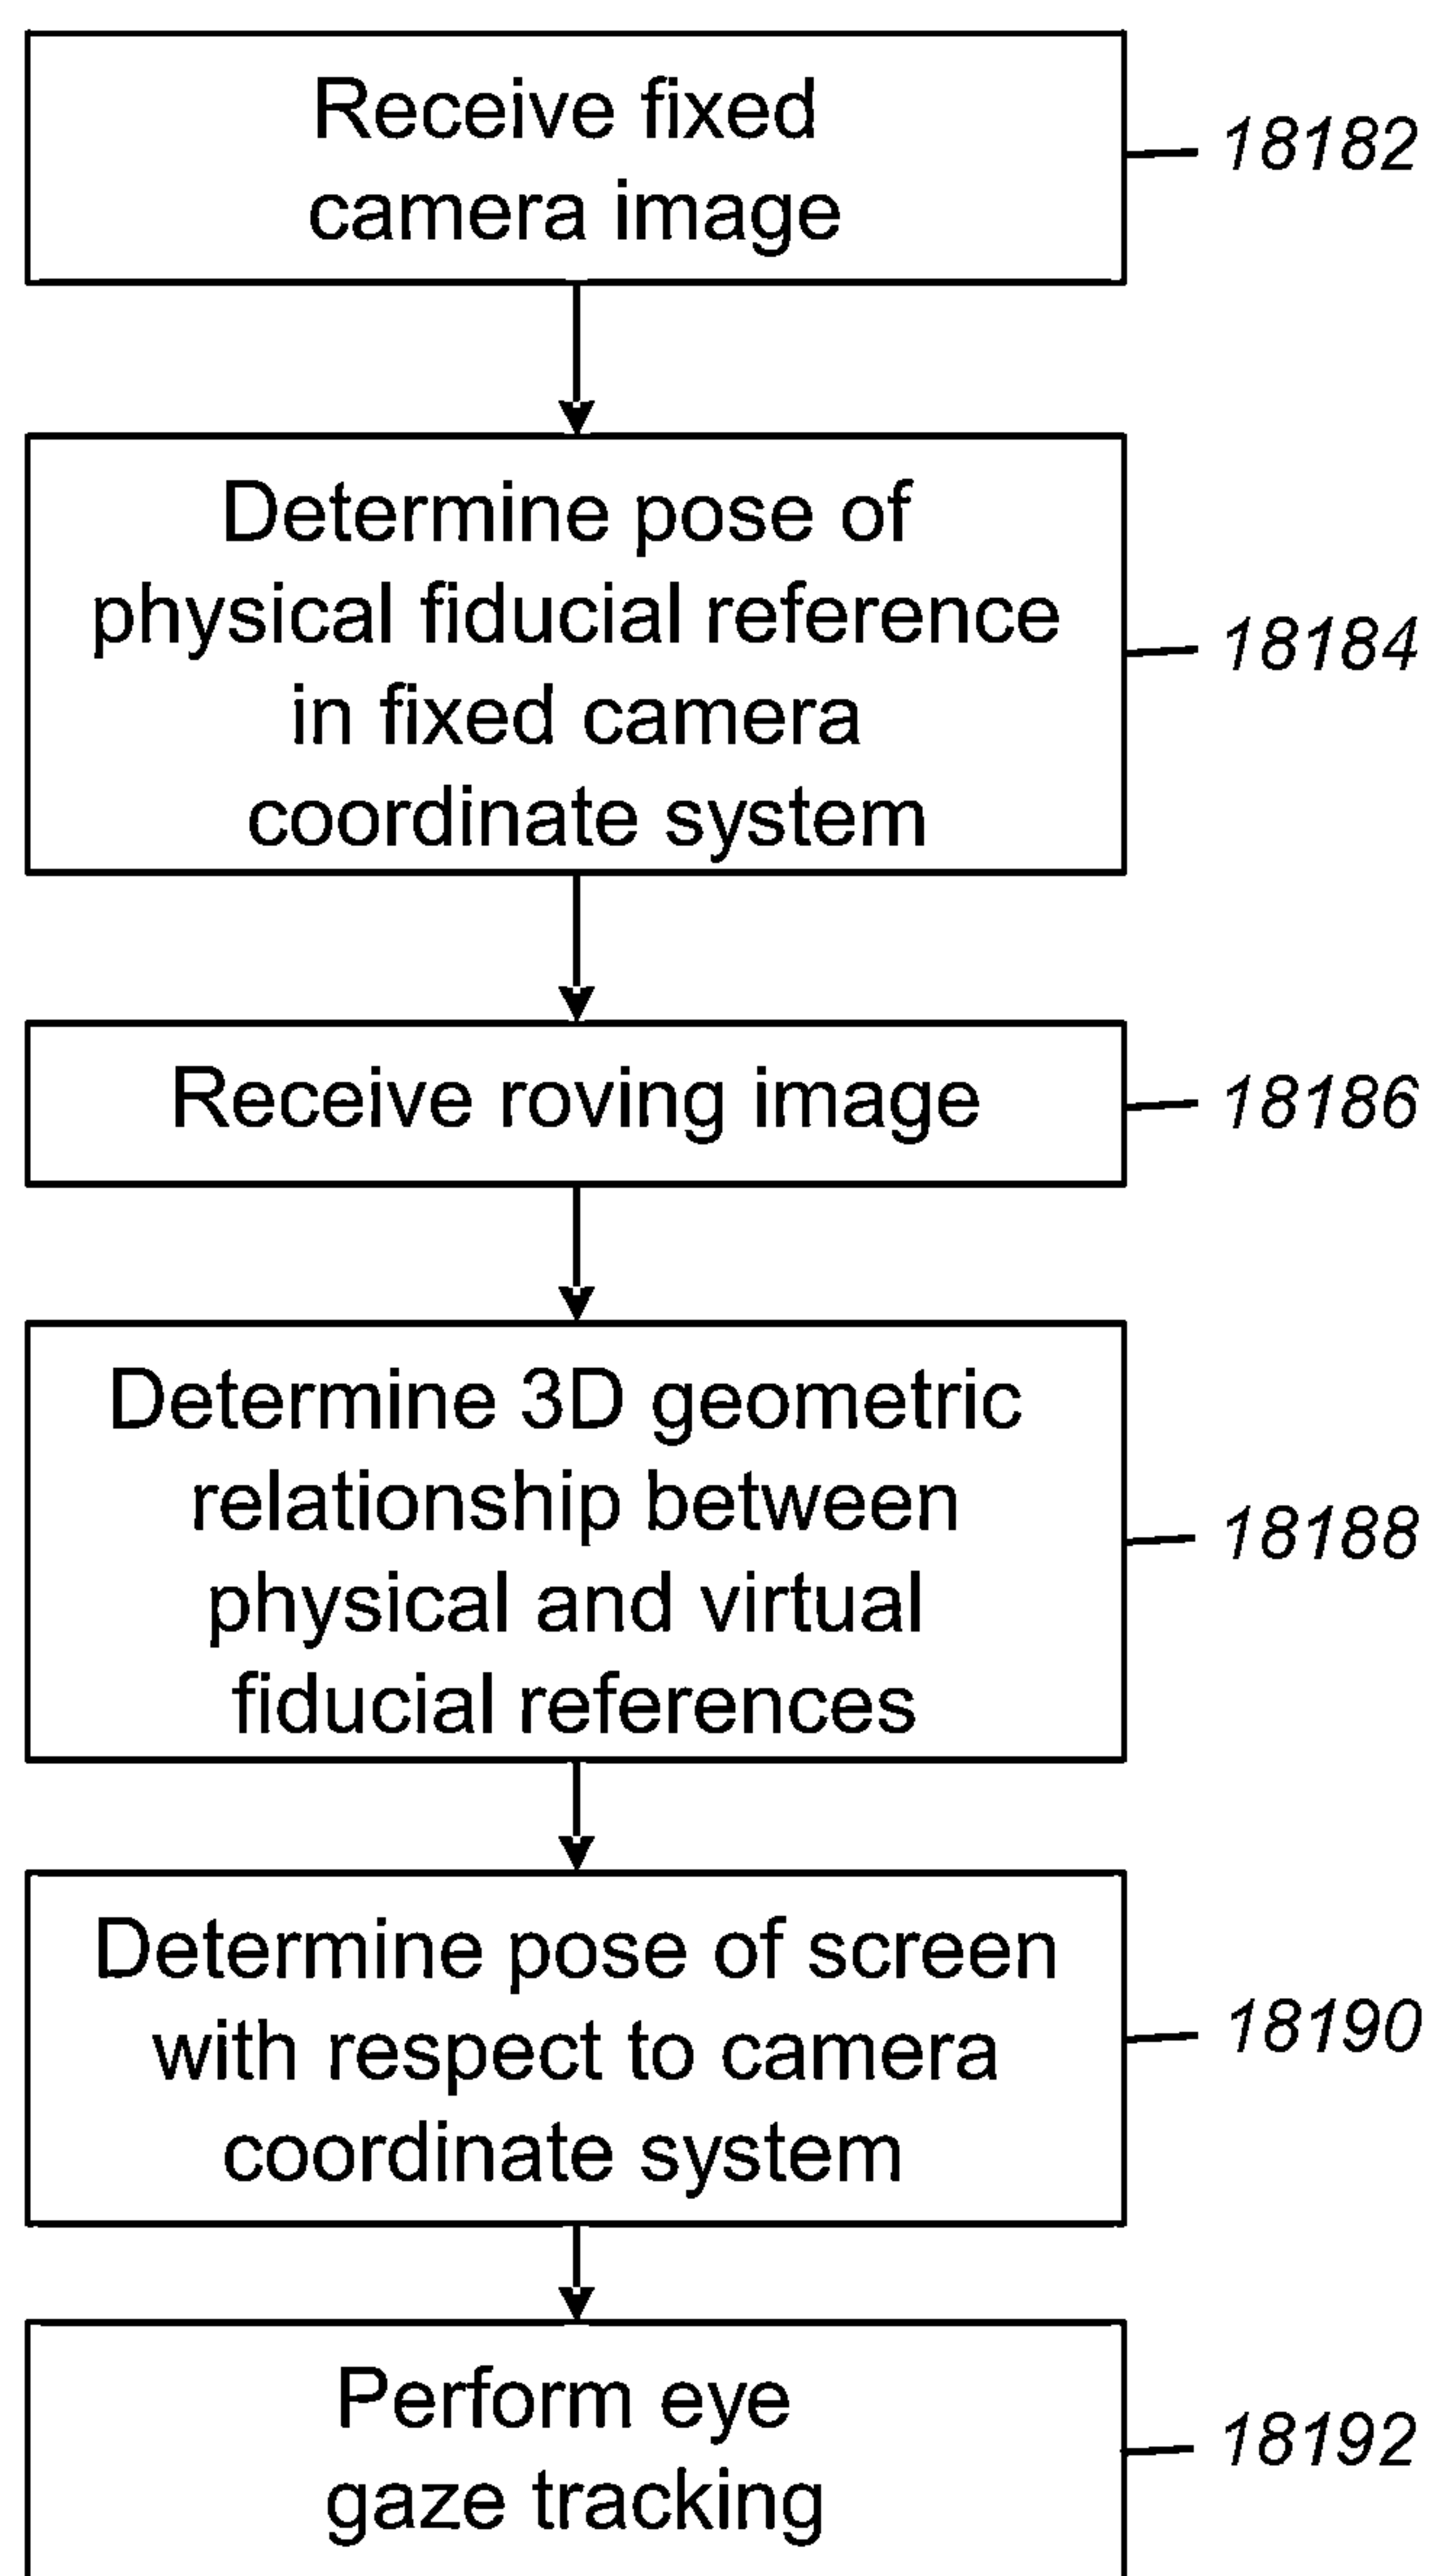 Receive fixed
camera image
18182
Determine pose of
physical fiducial reference
in fixed camera
coordinate system
18184
Receive roving image
18186
Determine 3D geometric
relationship between
physical and virtual
fiducial references
18188
Determine pose of screen
with respect to camera
coordinate system
18190
Perform eye
gaze tracking
18192